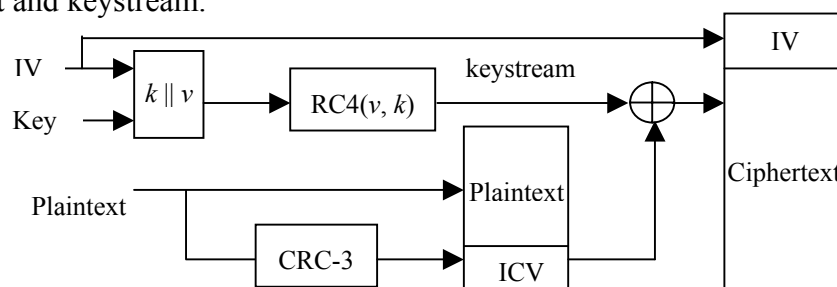 t and keystream.
IV
IV
keystream
k || v
RC4(v, k)
Key
Ciphertext
Plaintext
Plaintext
CRC-3
ICV